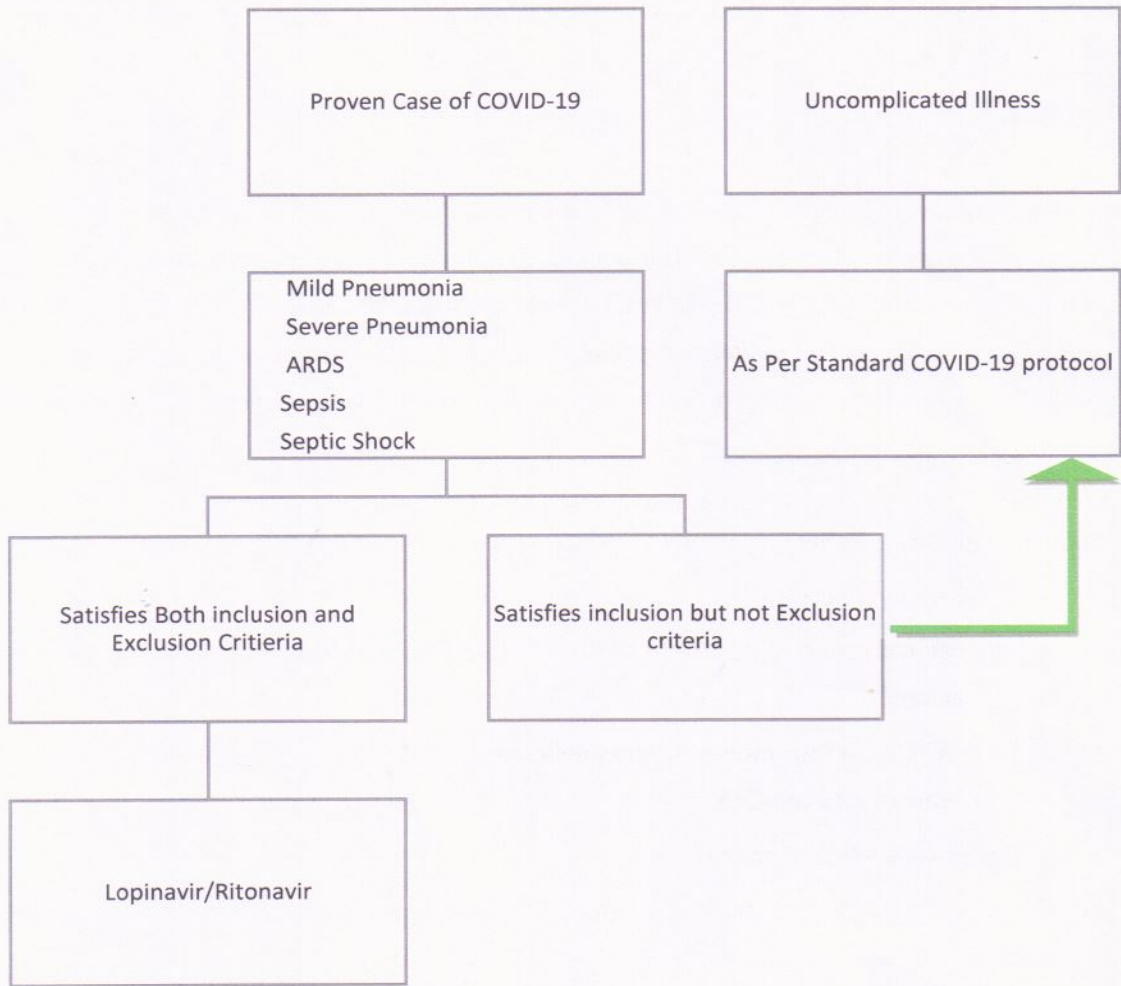 Proven Case of COVID-19
Uncomplicated Illness
Mild Pneumonia
Severe Pneumonia
ARDS
Sepsis
Septic Shock
As Per Standard COVID-19 protocol
Satisfies Both inclusion and
Exclusion Critieria
Satisfies inclusion but not Exclusion
criteria
Lopinavir/Ritonavir